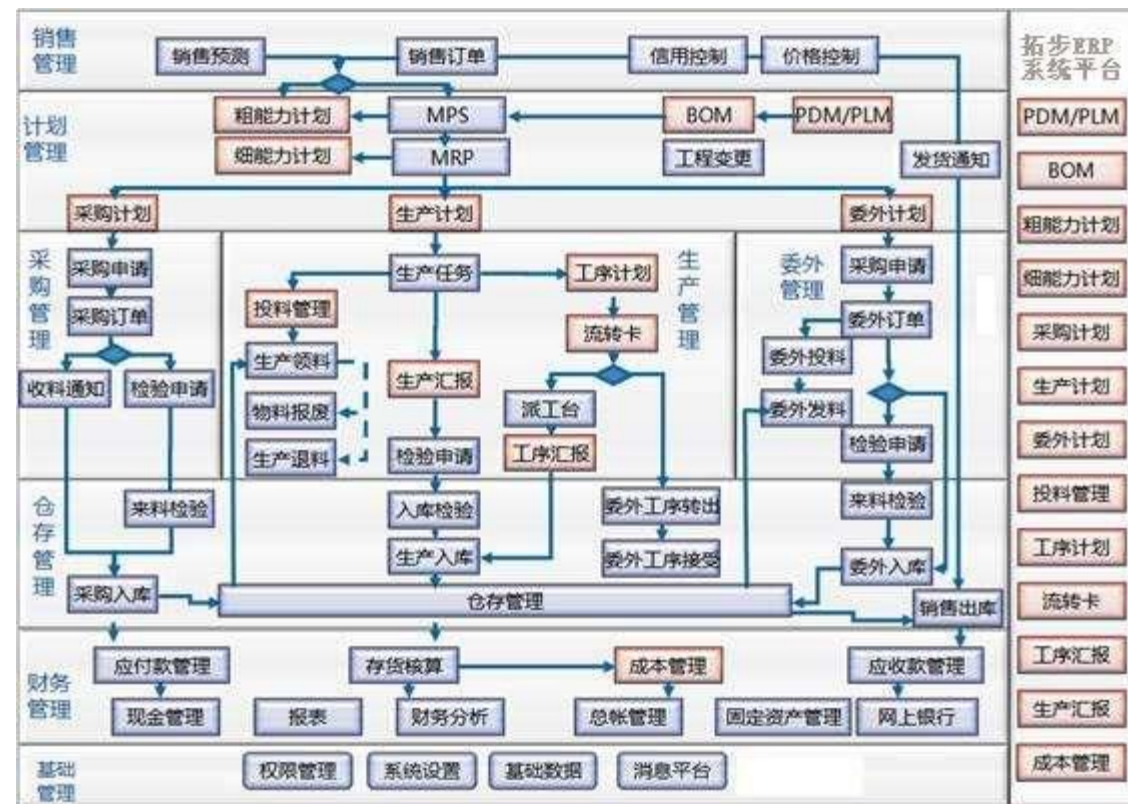 销售
管理
销售预测
销售订单
信用控制
价格控制
计划
管理
粗能力计划
MPS
BOM
PDM/PLM
细能力计划
MRP
工程变更
发货通知
采购计划
生产计划
委外计划
采
购
管
理
采购申请
采购订单
收料通知
检验申请
生产任务
工序计划
生
产
管
理
投料管理
流转卡
生产领料
生产汇报
物料报废
派工台
生产退料
检验申请
工序汇报
委外
管理
采购申请
委外订单
委外投料
委外发料
检验申请
仓
存
管
理
来料检验
入库检验
委外工序转出
来料检验
生产入库
委外工序接受
委外入库
采购入库
仓存管理
销售出库
财务
管理
应付款管理
存货核算
成本管理
应收款管理
现金管理
报表
财务分析
总帐管理
固定资产管理
网上银行
基础
管理
权限管理
系统设置
基础数据
消息平台
拓步ERP
系统平台
PDM/PLM
BOM
粗能力计划
细能力计划
采购计划
生产计划
委外计划
投料管理
工序计划
流转卡
工序汇报
生产汇报
成本管理